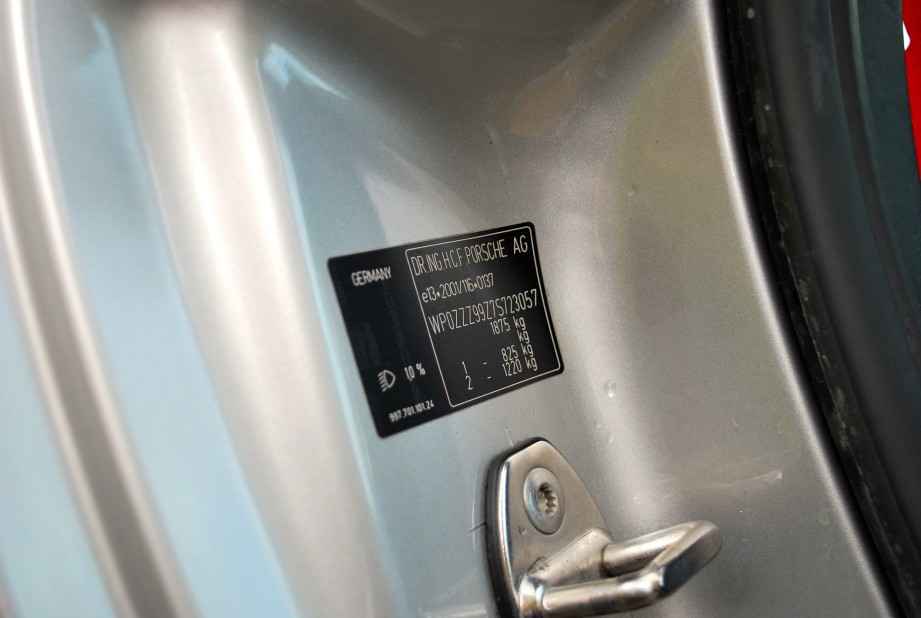 GERMANY
DR.ING.H.C.F. PORSCHE AG
e13*2001/116*0137
WP0ZZZ99Z7S723057
1875 kg
kg
1 - 825 kg
2 - 1220 kg
1,0 %
997.701.101.24